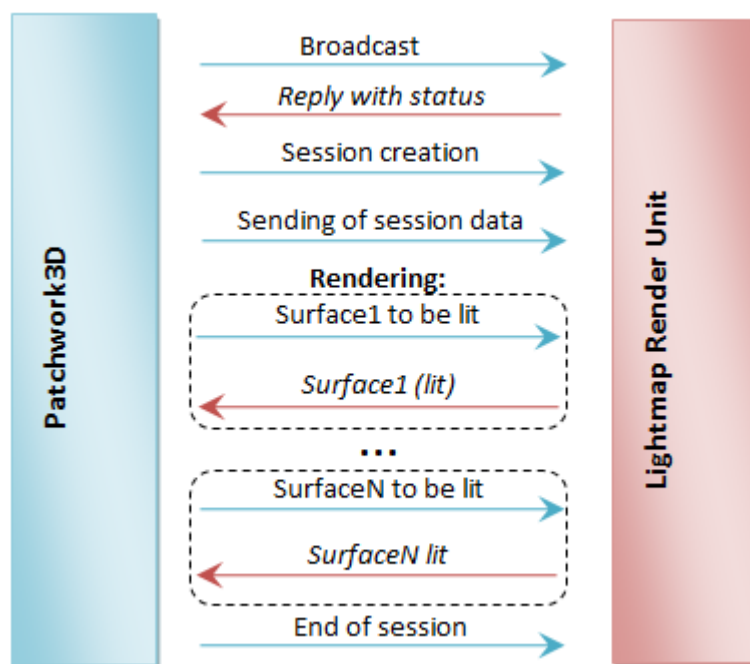 Broadcast
Reply with status
Session creation
Sending of session data
Rendering:
Surface1 to be lit
Surface1 (lit)
...
SurfaceN to be lit
SurfaceN lit
End of session
Patchwork3D
Lightmap Render Unit